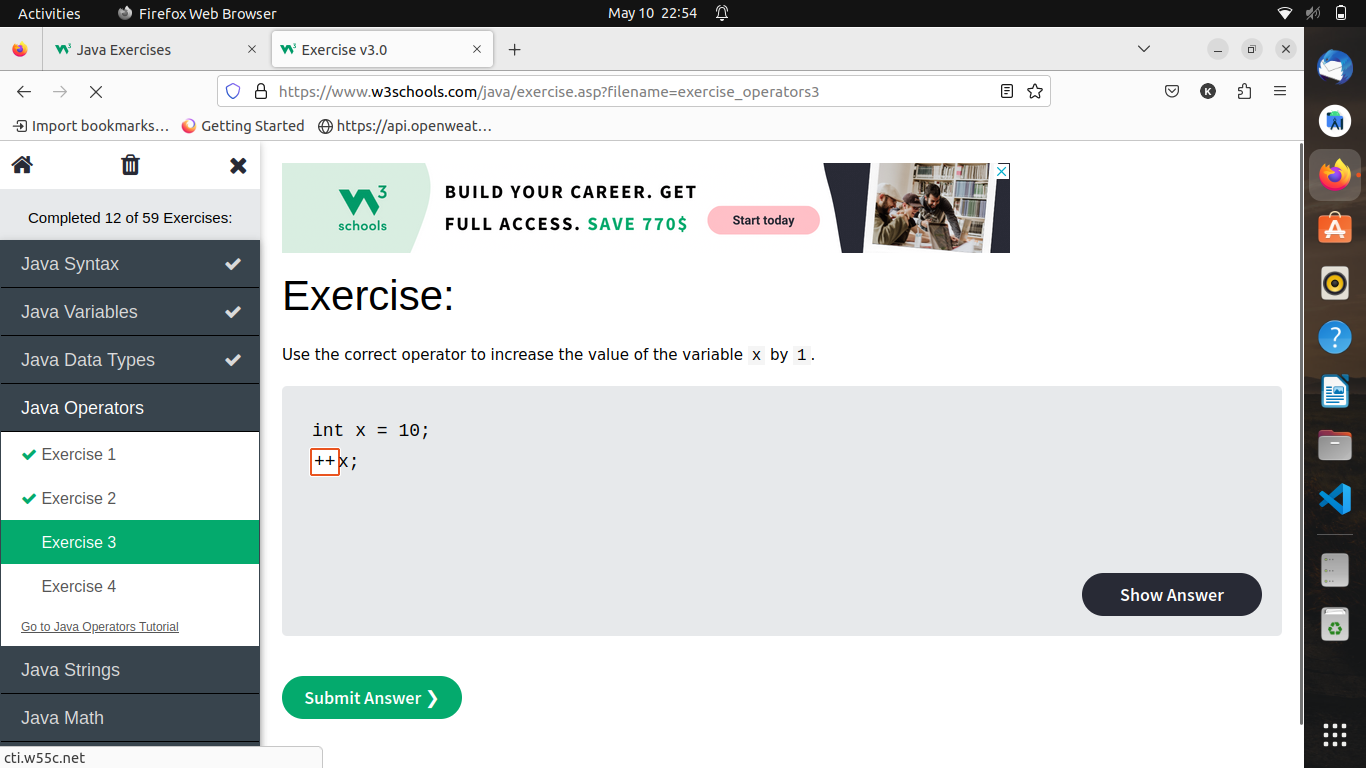 Activities
Firefox Web Browser
May 10 22:54
Java Exercises
Exercise v3.0
https://www.w3schools.com/java/exercise.asp?filename=exercise_operators3
K
Import bookmarks…
Getting Started
https://api.openweat…
Completed 12 of 59 Exercises:
Java Syntax
Java Variables
Java Data Types
Java Operators
Exercise 1
Exercise 2
Exercise 3
Exercise 4
Go to Java Operators Tutorial
Java Strings
Java Math
cti.w55c.net
W3
schools
BUILD YOUR CAREER. GET
FULL ACCESS. SAVE 770$
Start today
Exercise:
Use the correct operator to increase the value of the variable x by 1.
int x = 10;
++x;
Show Answer
Submit Answer ❯